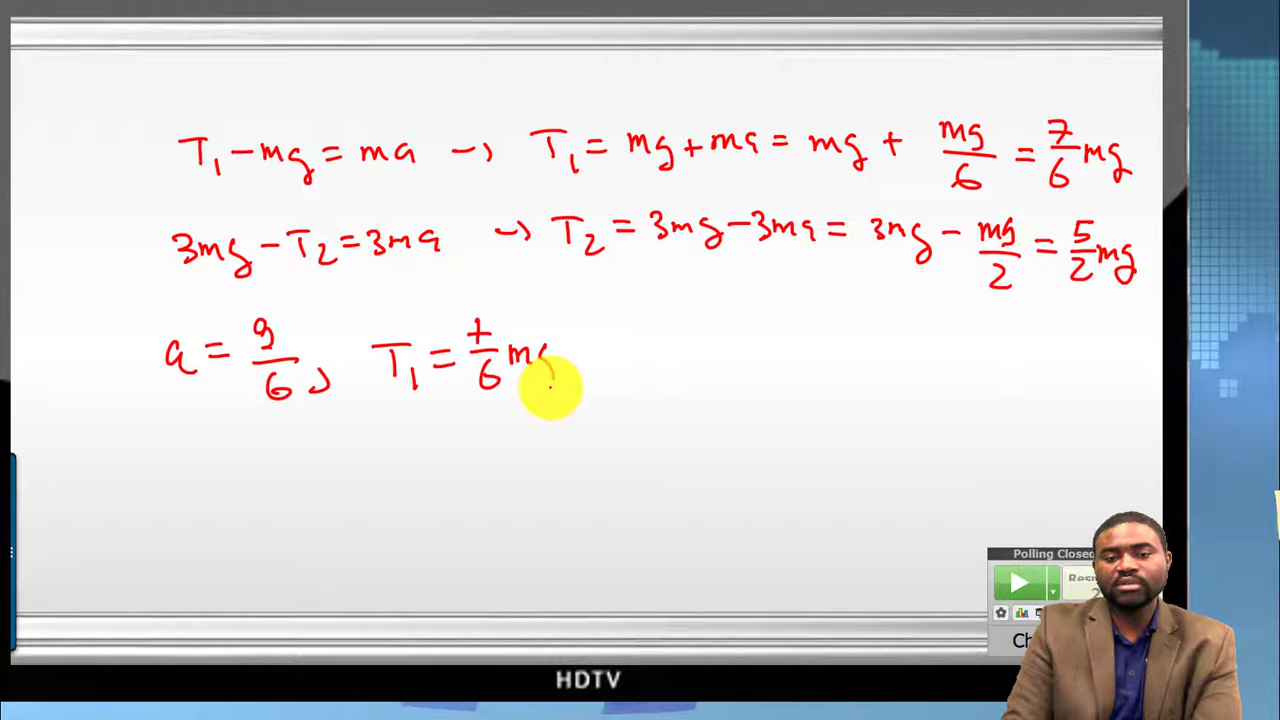 T₁ - mg = ma → T₁ = mg + ma = mg + mg/6 = 7/6 mg
3mg - T₂ = 3ma → T₂ = 3mg - 3ma = 3mg - mg/2 = 5/2 mg
a = g/6, T₁ = 7/6 mg
Polling Closed
HDTV